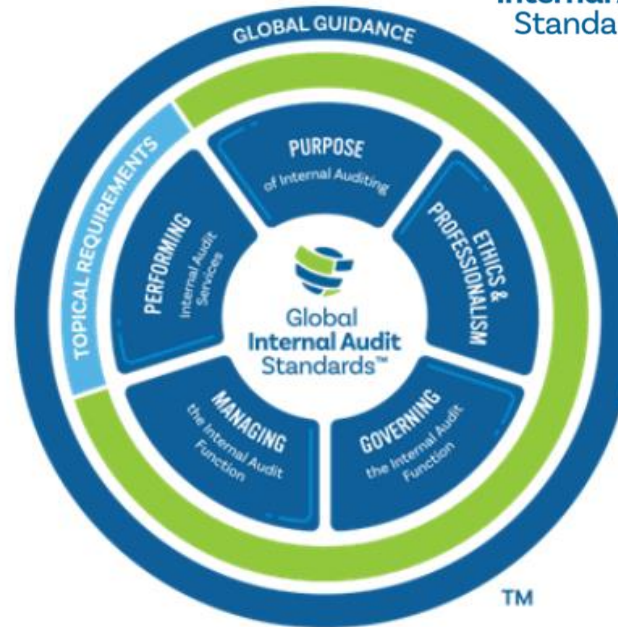 Standa
GLOBAL GUIDANCE
TOPICAL REQUIREMENTS
PURPOSE
of Internal Auditing
ETHICS &
PROFESSIONALISM
GOVERNING
the Internal Audit
Function
MANAGING
the Internal Audit
Function
PERFORMING
Internal Audit
Services
Global
Internal Audit
Standards™
TM